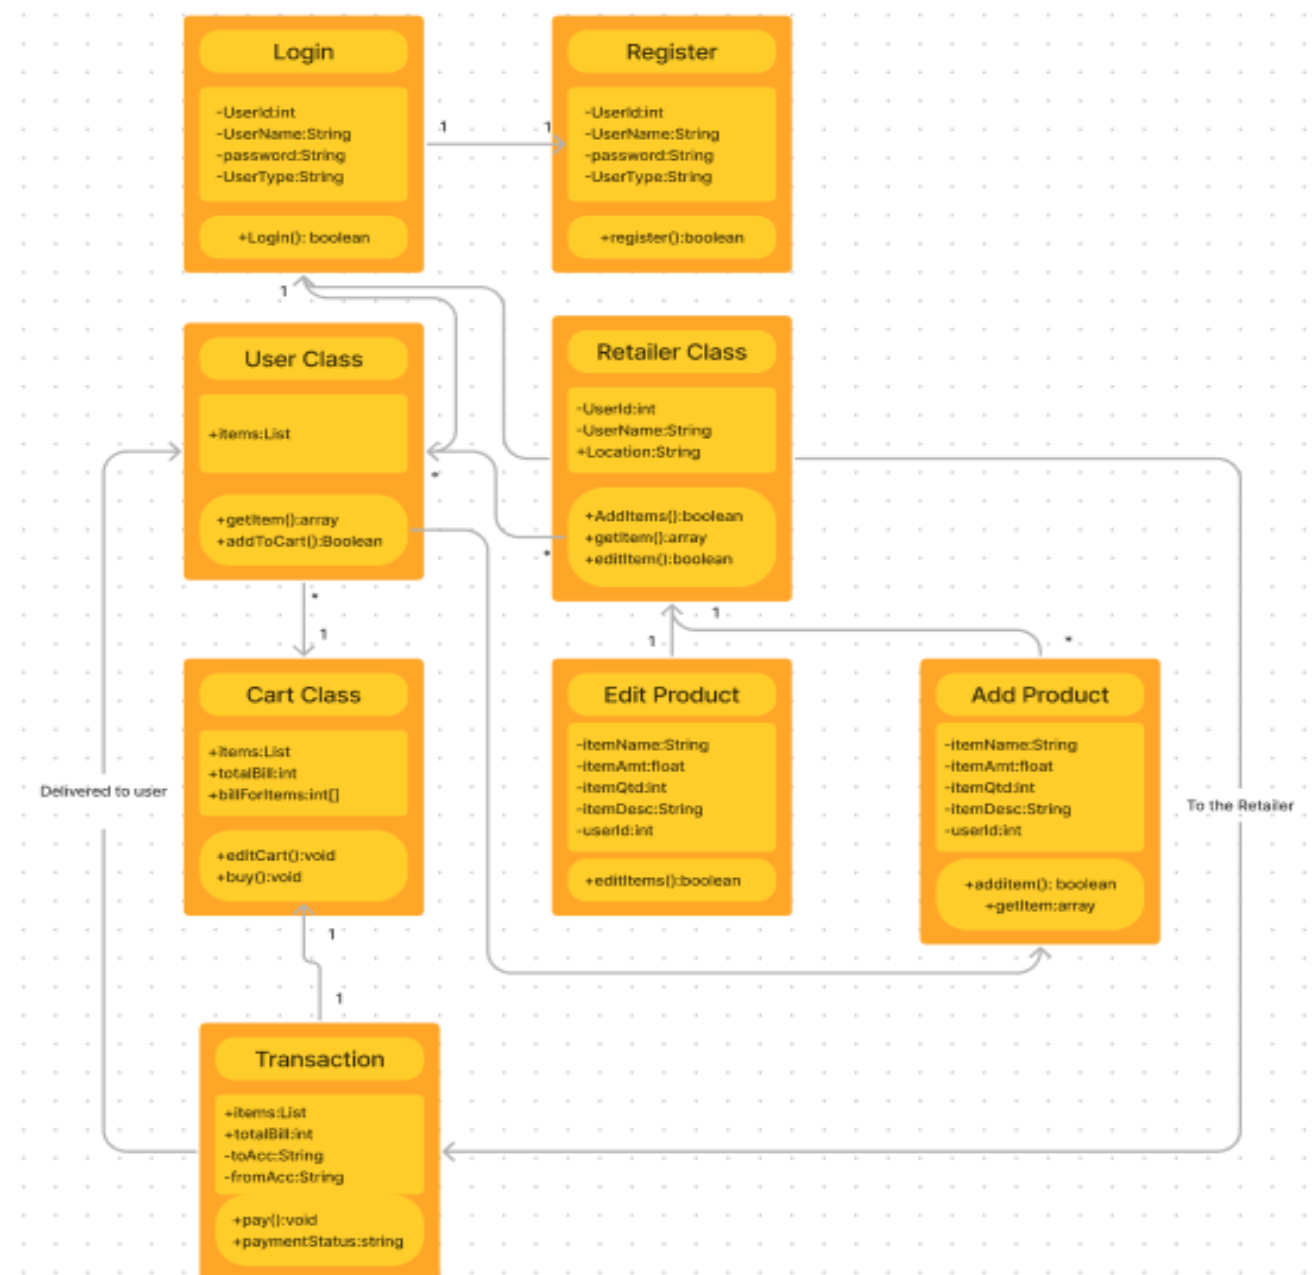 Login
-UserId:int
-UserName:String
-password:String
-UserType:String
+Login(): boolean
1
1
Register
-UserId:int
-UserName:String
-password:String
-UserType:String
+register():boolean
1
User Class
+items:List
+getItem():array
+addToCart():Boolean
*
*
Retailer Class
-UserId:int
-UserName:String
+Location:String
+AddItems():boolean
+getItem():array
+editItem():boolean
*
1
1
1
*
Cart Class
+items:List
+totalBill:int
+billForItems:int[]
+editCart():void
+buy():void
Edit Product
-itemName:String
-itemAmt:float
-itemQtd:int
-itemDesc:String
-userId:int
+editItems():boolean
Add Product
-itemName:String
-itemAmt:float
-itemQtd:int
-itemDesc:String
-userId:int
+addItem(): boolean
+getItem:array
Delivered to user
To the Retailer
1
1
Transaction
+items:List
+totalBill:int
-toAcc:String
-fromAcc:String
+pay():void
+paymentStatus:string